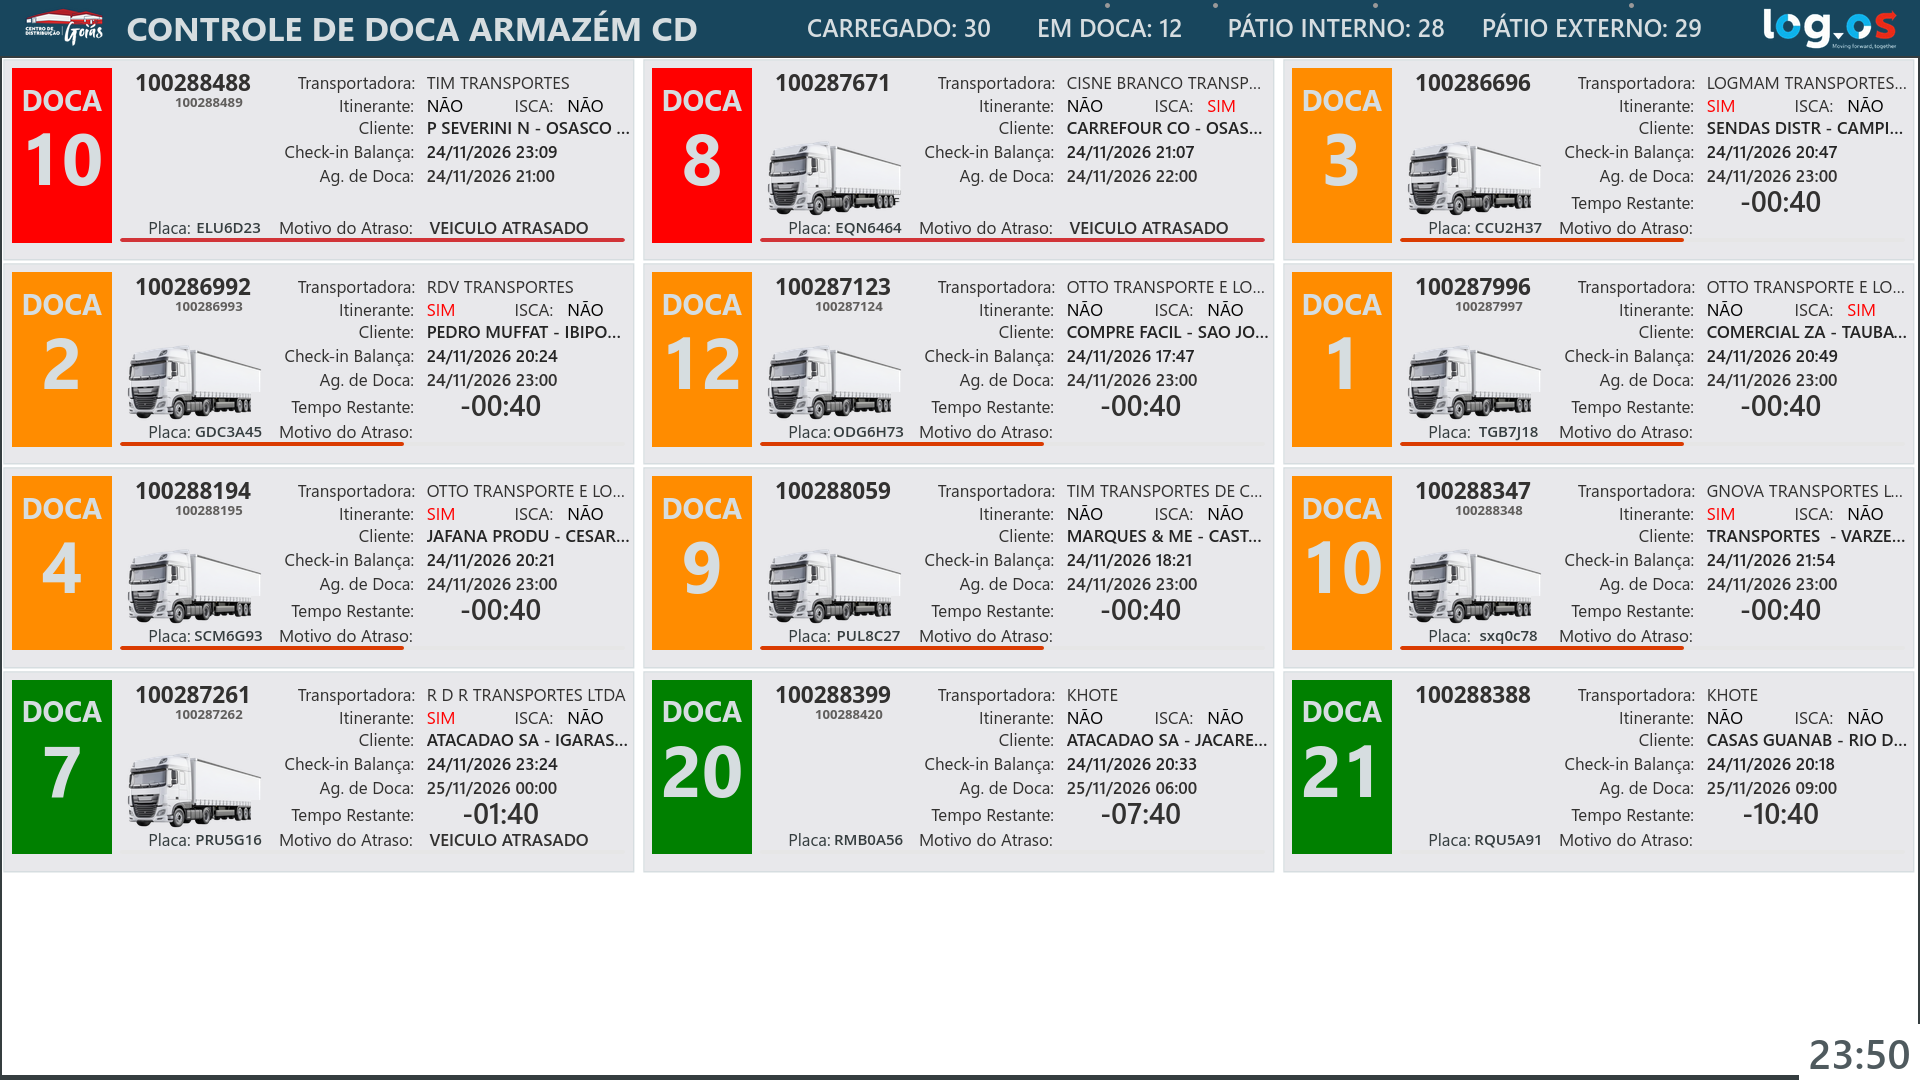 CENTRO DE DISTRIBUIÇÃO Goiás
CONTROLE DE DOCA ARMAZÉM CD
CARREGADO: 30 EM DOCA: 12 PÁTIO INTERNO: 28 PÁTIO EXTERNO: 29
log.os
Moving forward, together
DOCA 10
100288488
100288489
Transportadora: TIM TRANSPORTES
Itinerante: NÃO ISCA: NÃO
Cliente: P SEVERINI N - OSASCO ...
Check-in Balança: 24/11/2026 23:09
Ag. de Doca: 24/11/2026 21:00
Placa: ELU6D23 Motivo do Atraso: VEICULO ATRASADO
DOCA 8
100287671
Transportadora: CISNE BRANCO TRANSP...
Itinerante: NÃO ISCA: SIM
Cliente: CARREFOUR CO - OSAS...
Check-in Balança: 24/11/2026 21:07
Ag. de Doca: 24/11/2026 22:00
Placa: EQN6464 Motivo do Atraso: VEICULO ATRASADO
DOCA 3
100286696
Transportadora: LOGMAM TRANSPORTES...
Itinerante: SIM ISCA: NÃO
Cliente: SENDAS DISTR - CAMPI...
Check-in Balança: 24/11/2026 20:47
Ag. de Doca: 24/11/2026 23:00
Tempo Restante: -00:40
Placa: CCU2H37 Motivo do Atraso:
DOCA 2
100286992
100286993
Transportadora: RDV TRANSPORTES
Itinerante: SIM ISCA: NÃO
Cliente: PEDRO MUFFAT - IBIPO...
Check-in Balança: 24/11/2026 20:24
Ag. de Doca: 24/11/2026 23:00
Tempo Restante: -00:40
Placa: GDC3A45 Motivo do Atraso:
DOCA 12
100287123
100287124
Transportadora: OTTO TRANSPORTE E LO...
Itinerante: NÃO ISCA: NÃO
Cliente: COMPRE FACIL - SAO JO...
Check-in Balança: 24/11/2026 17:47
Ag. de Doca: 24/11/2026 23:00
Tempo Restante: -00:40
Placa: ODG6H73 Motivo do Atraso:
DOCA 1
100287996
100287997
Transportadora: OTTO TRANSPORTE E LO...
Itinerante: NÃO ISCA: SIM
Cliente: COMERCIAL ZA - TAUBA...
Check-in Balança: 24/11/2026 20:49
Ag. de Doca: 24/11/2026 23:00
Tempo Restante: -00:40
Placa: TGB7J18 Motivo do Atraso:
DOCA 4
100288194
100288195
Transportadora: OTTO TRANSPORTE E LO...
Itinerante: SIM ISCA: NÃO
Cliente: JAFANA PRODU - CESAR...
Check-in Balança: 24/11/2026 20:21
Ag. de Doca: 24/11/2026 23:00
Tempo Restante: -00:40
Placa: SCM6G93 Motivo do Atraso:
DOCA 9
100288059
Transportadora: TIM TRANSPORTES DE C...
Itinerante: NÃO ISCA: NÃO
Cliente: MARQUES & ME - CAST...
Check-in Balança: 24/11/2026 18:21
Ag. de Doca: 24/11/2026 23:00
Tempo Restante: -00:40
Placa: PUL8C27 Motivo do Atraso:
DOCA 10
100288347
100288348
Transportadora: GNOVA TRANSPORTES L...
Itinerante: SIM ISCA: NÃO
Cliente: TRANSPORTES - VARZE...
Check-in Balança: 24/11/2026 21:54
Ag. de Doca: 24/11/2026 23:00
Tempo Restante: -00:40
Placa: sxq0c78 Motivo do Atraso:
DOCA 7
100287261
100287262
Transportadora: R D R TRANSPORTES LTDA
Itinerante: SIM ISCA: NÃO
Cliente: ATACADAO SA - IGARAS...
Check-in Balança: 24/11/2026 23:24
Ag. de Doca: 25/11/2026 00:00
Tempo Restante: -01:40
Placa: PRU5G16 Motivo do Atraso: VEICULO ATRASADO
DOCA 20
100288399
100288420
Transportadora: KHOTE
Itinerante: NÃO ISCA: NÃO
Cliente: ATACADAO SA - JACARE...
Check-in Balança: 24/11/2026 20:33
Ag. de Doca: 25/11/2026 06:00
Tempo Restante: -07:40
Placa: RMB0A56 Motivo do Atraso:
DOCA 21
100288388
Transportadora: KHOTE
Itinerante: NÃO ISCA: NÃO
Cliente: CASAS GUANAB - RIO D...
Check-in Balança: 24/11/2026 20:18
Ag. de Doca: 25/11/2026 09:00
Tempo Restante: -10:40
Placa: RQU5A91 Motivo do Atraso:
23:50